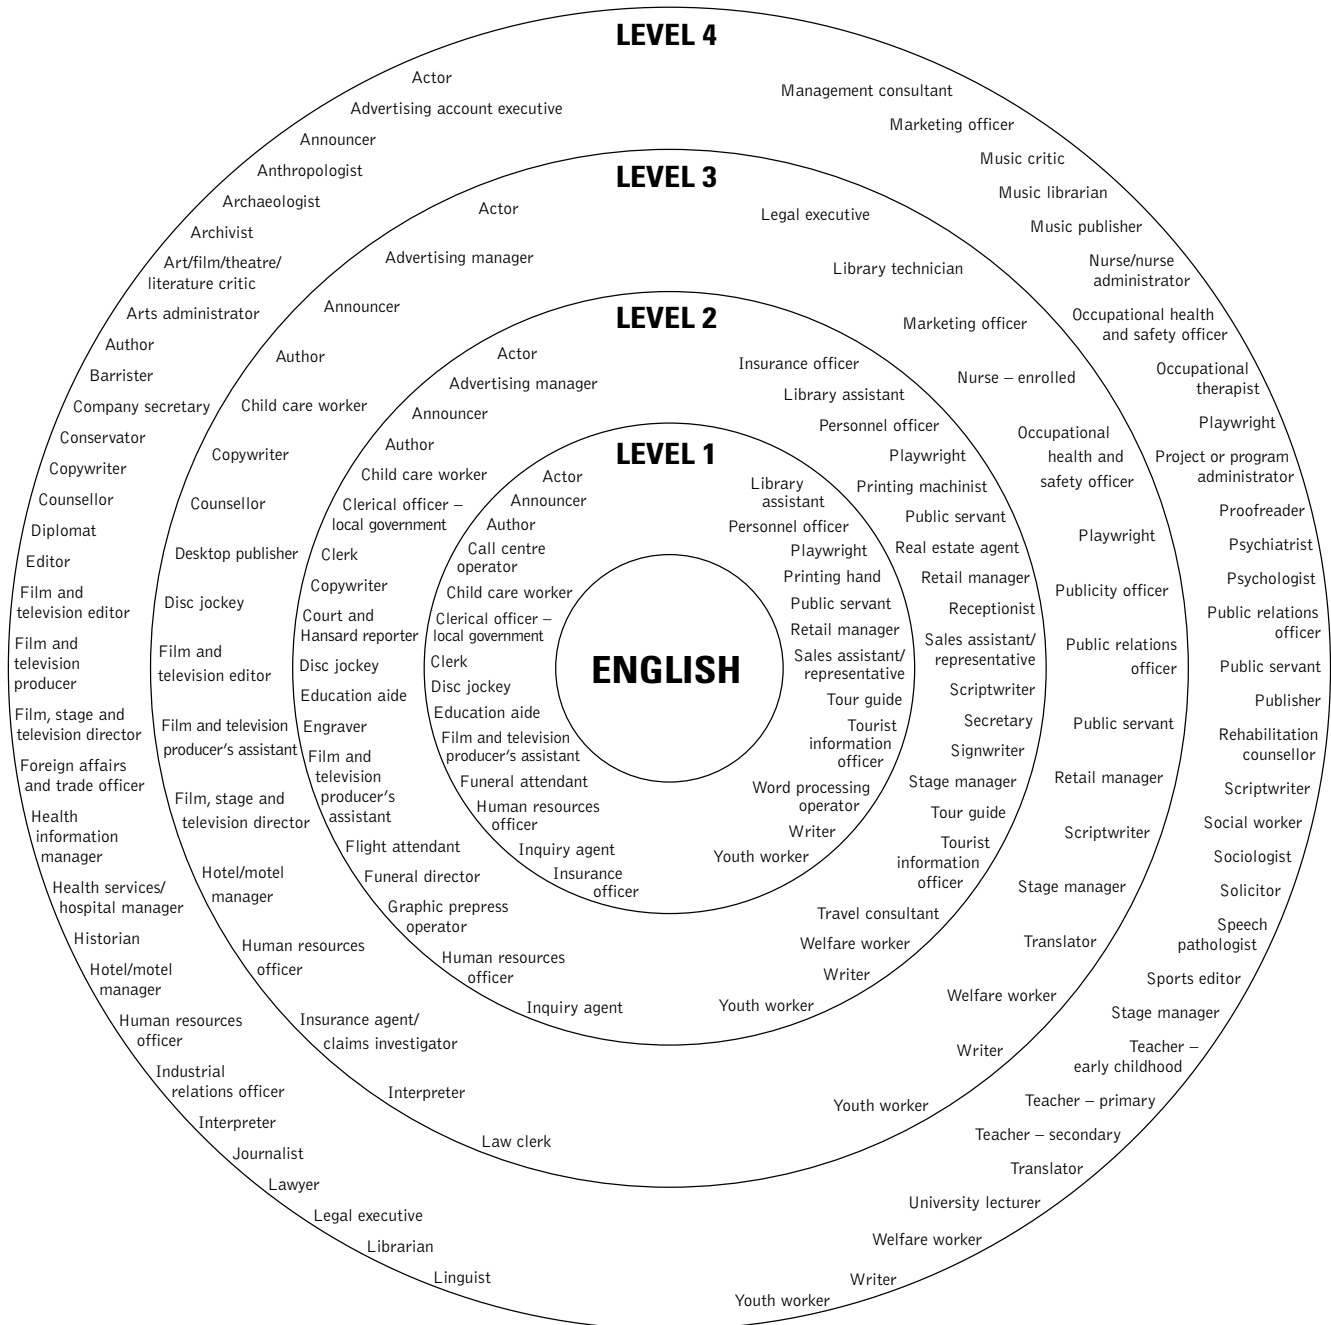 LEVEL 4
Actor
Advertising account executive
Announcer
Anthropologist
Archaeologist
Archivist
Art/film/theatre/
literature critic
Arts administrator
Author
Barrister
Company secretary
Conservator
Copywriter
Counsellor
Diplomat
Editor
Film and
television editor
Film and
television
producer
Film, stage and
television director
Foreign affairs
and trade officer
Health
information
manager
Health services/
hospital manager
Historian
Hotel/motel
manager
Human resources
officer
Industrial
relations officer
Interpreter
Journalist
Lawyer
Legal executive
Librarian
Linguist
Management consultant
Marketing officer
Music critic
Music librarian
Music publisher
Nurse/nurse
administrator
Occupational health
and safety officer
Occupational
therapist
Playwright
Project or program
administrator
Proofreader
Psychiatrist
Psychologist
Public relations
officer
Public servant
Publisher
Rehabilitation
counsellor
Scriptwriter
Social worker
Sociologist
Solicitor
Speech
pathologist
Sports editor
Stage manager
Teacher –
early childhood
Teacher – primary
Teacher – secondary
Translator
University lecturer
Welfare worker
Writer
Youth worker
LEVEL 3
Actor
Advertising manager
Announcer
Author
Child care worker
Copywriter
Counsellor
Desktop publisher
Disc jockey
Film and
television editor
Film and television
producer's assistant
Film, stage and
television director
Hotel/motel
manager
Human resources
officer
Insurance agent/
claims investigator
Interpreter
Law clerk
Legal executive
Library technician
Marketing officer
Nurse – enrolled
Occupational
health and
safety officer
Playwright
Publicity officer
Public relations
officer
Public servant
Retail manager
Scriptwriter
Stage manager
Translator
Welfare worker
Writer
Youth worker
LEVEL 2
Actor
Advertising manager
Announcer
Author
Child care worker
Clerical officer –
local government
Clerk
Copywriter
Court and
Hansard reporter
Disc jockey
Education aide
Engraver
Film and
television
producer's
assistant
Flight attendant
Funeral director
Graphic prepress
operator
Human resources
officer
Inquiry agent
Insurance officer
Library assistant
Personnel officer
Playwright
Printing machinist
Public servant
Real estate agent
Retail manager
Receptionist
Sales assistant/
representative
Scriptwriter
Secretary
Signwriter
Stage manager
Tour guide
Tourist
information
officer
Travel consultant
Welfare worker
Writer
Youth worker
LEVEL 1
Actor
Announcer
Author
Call centre
operator
Child care worker
Clerical officer –
local government
Clerk
Disc jockey
Education aide
Film and television
producer's assistant
Funeral attendant
Human resources
officer
Inquiry agent
Insurance
officer
Library
assistant
Personnel officer
Playwright
Printing hand
Public servant
Retail manager
Sales assistant/
representative
Tour guide
Tourist
information
officer
Word processing
operator
Writer
Youth worker
ENGLISH